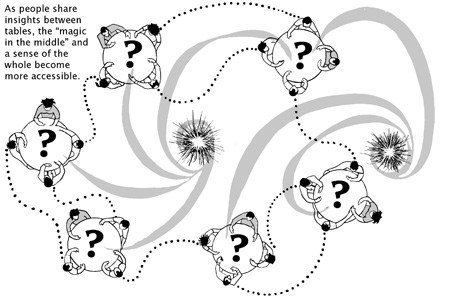 As people share
insights between
tables, the "magic
in the middle" and
a sense of the
whole become
more accessible.
?
?
?
?
?
?